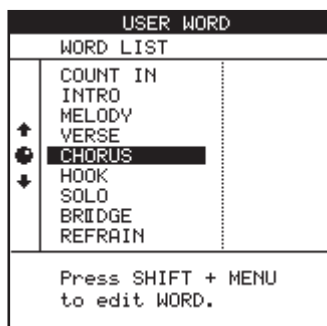 USER WORD
WORD LIST
COUNT IN
INTRO
MELODY
VERSE
CHORUS
HOOK
SOLO
BRIDGE
REFRAIN
Press SHIFT + MENU
to edit WORD.